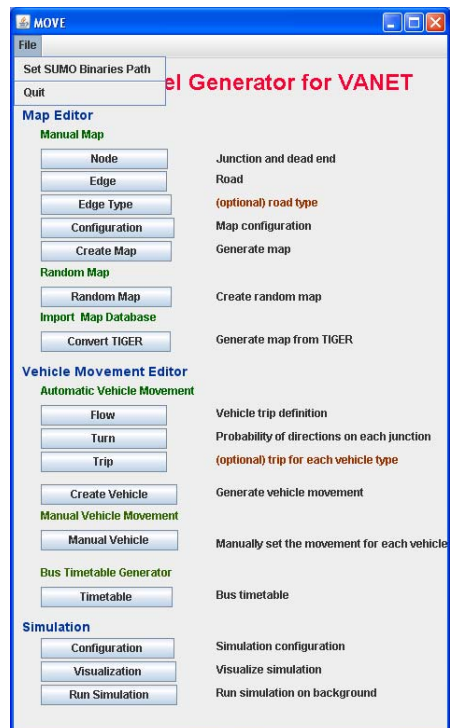 MOVE
File
Set SUMO Binaries Path
Quit
el Generator for VANET
Map Editor
Manual Map
Node Junction and dead end
Edge Road
Edge Type (optional) road type
Configuration Map configuration
Create Map Generate map
Random Map
Random Map Create random map
Import Map Database
Convert TIGER Generate map from TIGER
Vehicle Movement Editor
Automatic Vehicle Movement
Flow Vehicle trip definition
Turn Probability of directions on each junction
Trip (optional) trip for each vehicle type
Create Vehicle Generate vehicle movement
Manual Vehicle Movement
Manual Vehicle Manually set the movement for each vehicle
Bus Timetable Generator
Timetable Bus timetable
Simulation
Configuration Simulation configuration
Visualization Visualize simulation
Run Simulation Run simulation on background